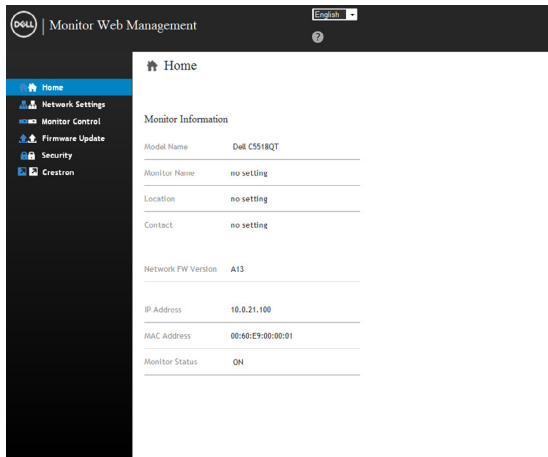 DELL | Monitor Web Management
English
?
Home
Home
Network Settings
Monitor Control
Firmware Update
Security
Crestron
Monitor Information
Model Name Dell C5518QT
Monitor Name no setting
Location no setting
Contact no setting
Network FW Version A13
IP Address 10.0.21.100
MAC Address 00:60:E9:00:00:01
Monitor Status ON